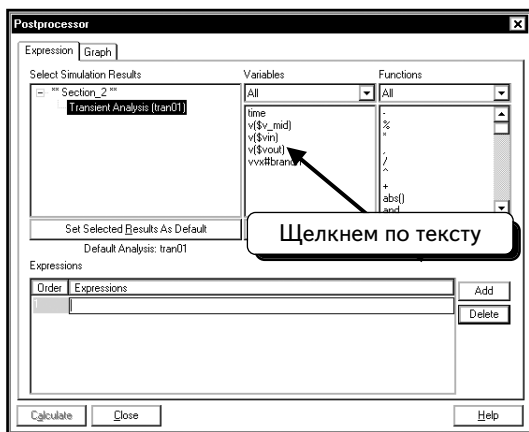 Postprocessor
Expression Graph
Select Simulation Results
Variables
Functions
** Section_2 **
Transient Analysis (tran01)
All
All
time
v($v_mid)
v($vin)
v($vout)
-
%
*
,
/
^
+
abs()
and
Щелкнем по тексту
Set Selected Results As Default
Default Analysis: tran01
Expressions
Order Expressions
1
Add
Delete
Calculate Close Help